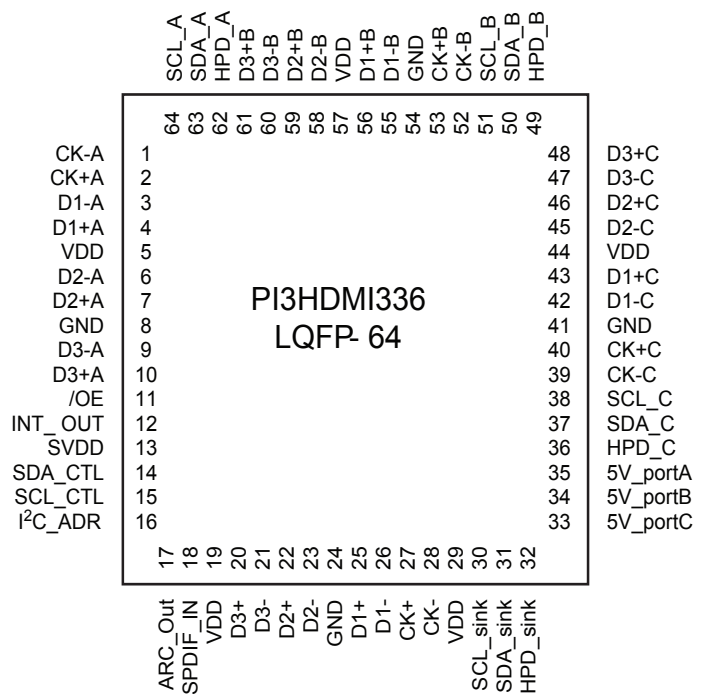 SCL_A
SDA_A
HPD_A
D3+B
D3-B
D2+B
D2-B
VDD
D1+B
D1-B
GND
CK+B
CK-B
SCL_B
SDA_B
HPD_B
64 63 62 61 60 59 58 57 56 55 54 53 52 51 50 49
CK-A 1
CK+A 2
D1-A 3
D1+A 4
VDD 5
D2-A 6
D2+A 7
GND 8
D3-A 9
D3+A 10
/OE 11
INT_ OUT 12
SVDD 13
SDA_CTL 14
SCL_CTL 15
I²C_ADR 16
PI3HDMI336
LQFP- 64
48 D3+C
47 D3-C
46 D2+C
45 D2-C
44 VDD
43 D1+C
42 D1-C
41 GND
40 CK+C
39 CK-C
38 SCL_C
37 SDA_C
36 HPD_C
35 5V_portA
34 5V_portB
33 5V_portC
17 18 19 20 21 22 23 24 25 26 27 28 29 30 31 32
ARC_Out
SPDIF_IN
VDD
D3+
D3-
D2+
D2-
GND
D1+
D1-
CK+
CK-
VDD
SCL_sink
SDA_sink
HPD_sink